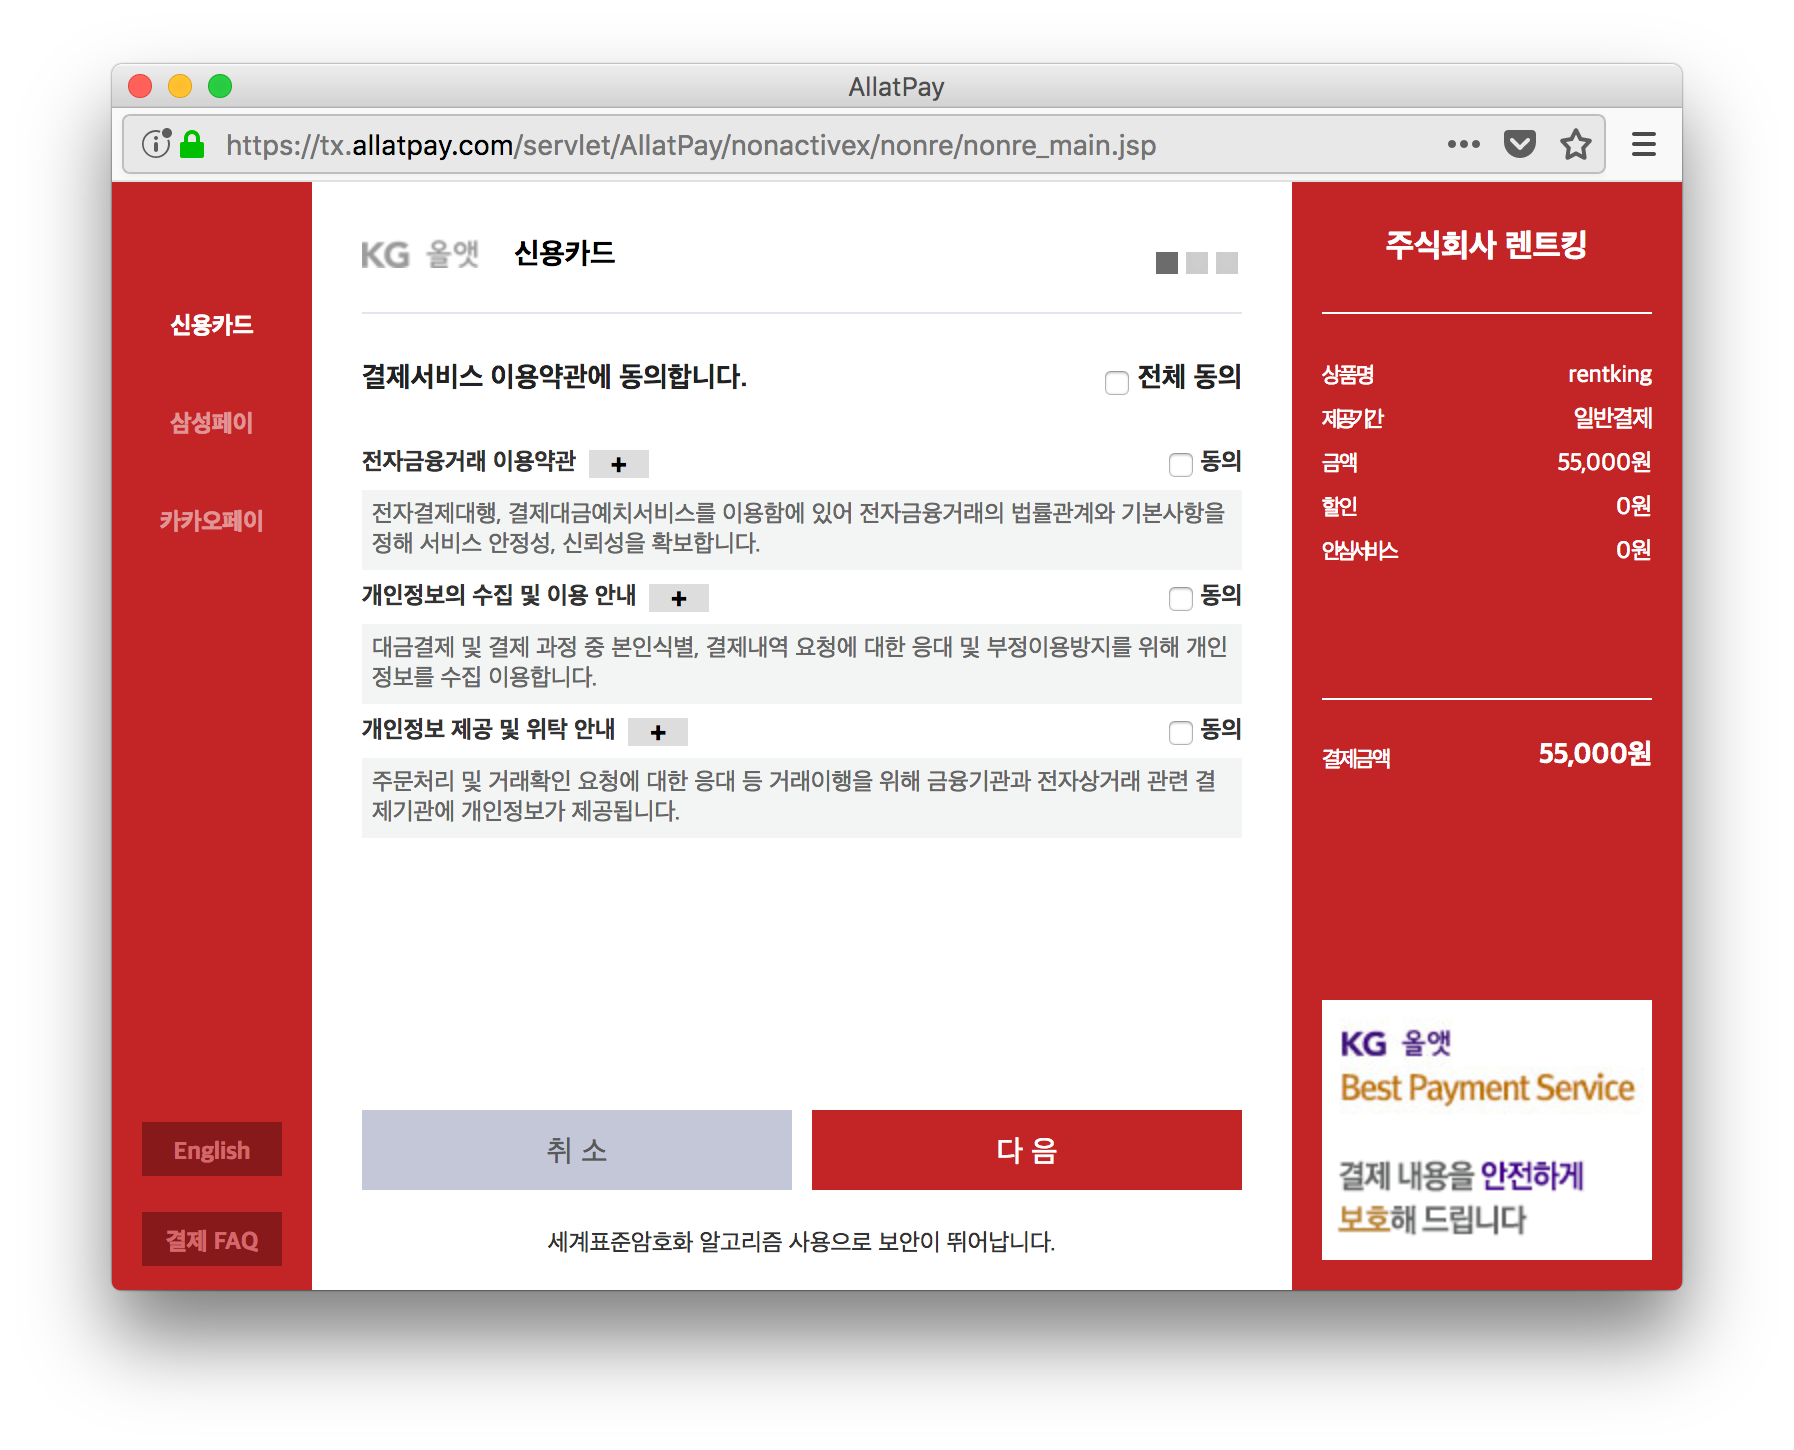 AllatPay
https://tx.allatpay.com/servlet/AllatPay/nonactivex/nonre/nonre_main.jsp
신용카드
삼성페이
카카오페이
English
결제 FAQ
KG 올앳 신용카드
결제서비스 이용약관에 동의합니다. 전체 동의
전자금융거래 이용약관 + 동의
전자결제대행, 결제대금예치서비스를 이용함에 있어 전자금융거래의 법률관계와 기본사항을
정해 서비스 안정성, 신뢰성을 확보합니다.
개인정보의 수집 및 이용 안내 + 동의
대금결제 및 결제 과정 중 본인식별, 결제내역 요청에 대한 응대 및 부정이용방지를 위해 개인
정보를 수집 이용합니다.
개인정보 제공 및 위탁 안내 + 동의
주문처리 및 거래확인 요청에 대한 응대 등 거래이행을 위해 금융기관과 전자상거래 관련 결
제기관에 개인정보가 제공됩니다.
취 소
다 음
세계표준암호화 알고리즘 사용으로 보안이 뛰어납니다.
주식회사 렌트킹
상품명 rentking
제공기간 일반결제
금액 55,000원
할인 0원
안심서비스 0원
결제금액 55,000원
KG 올앳
Best Payment Service
결제 내용을 안전하게
보호해 드립니다